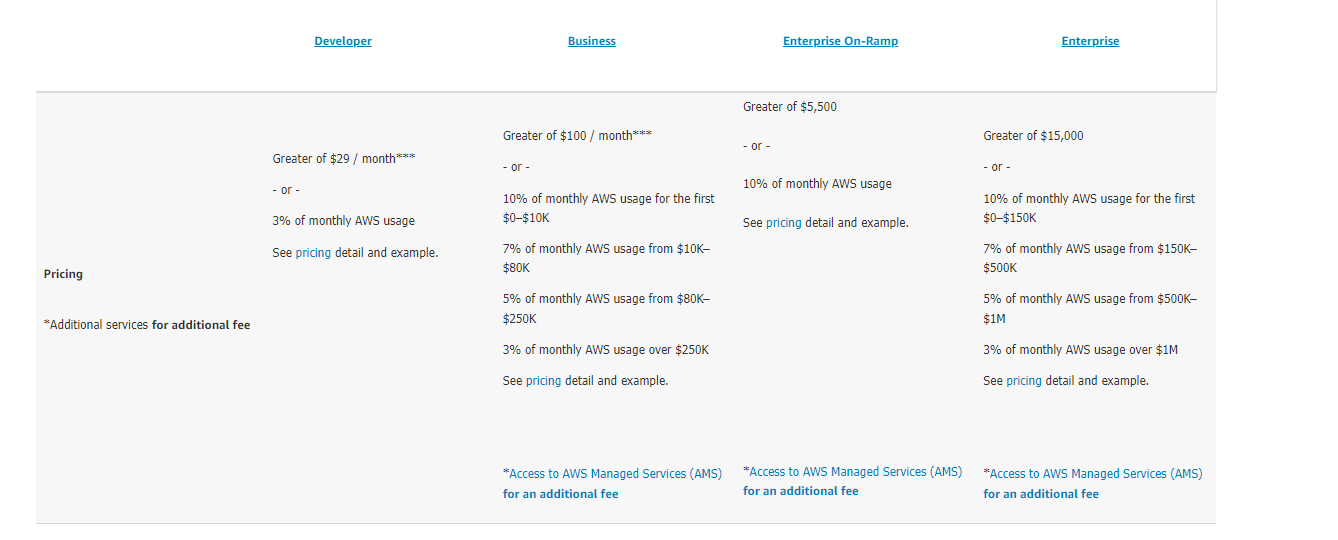 Developer
Business
Enterprise On-Ramp
Enterprise
Pricing
*Additional services for additional fee
Greater of $29 / month***
- or -
3% of monthly AWS usage
See pricing detail and example.
Greater of $100 / month***
- or -
10% of monthly AWS usage for the first
$0–$10K
7% of monthly AWS usage from $10K–
$80K
5% of monthly AWS usage from $80K–
$250K
3% of monthly AWS usage over $250K
See pricing detail and example.
*Access to AWS Managed Services (AMS)
for an additional fee
Greater of $5,500
- or -
10% of monthly AWS usage
See pricing detail and example.
*Access to AWS Managed Services (AMS)
for an additional fee
Greater of $15,000
- or -
10% of monthly AWS usage for the first
$0–$150K
7% of monthly AWS usage from $150K–
$500K
5% of monthly AWS usage from $500K–
$1M
3% of monthly AWS usage over $1M
See pricing detail and example.
*Access to AWS Managed Services (AMS)
for an additional fee